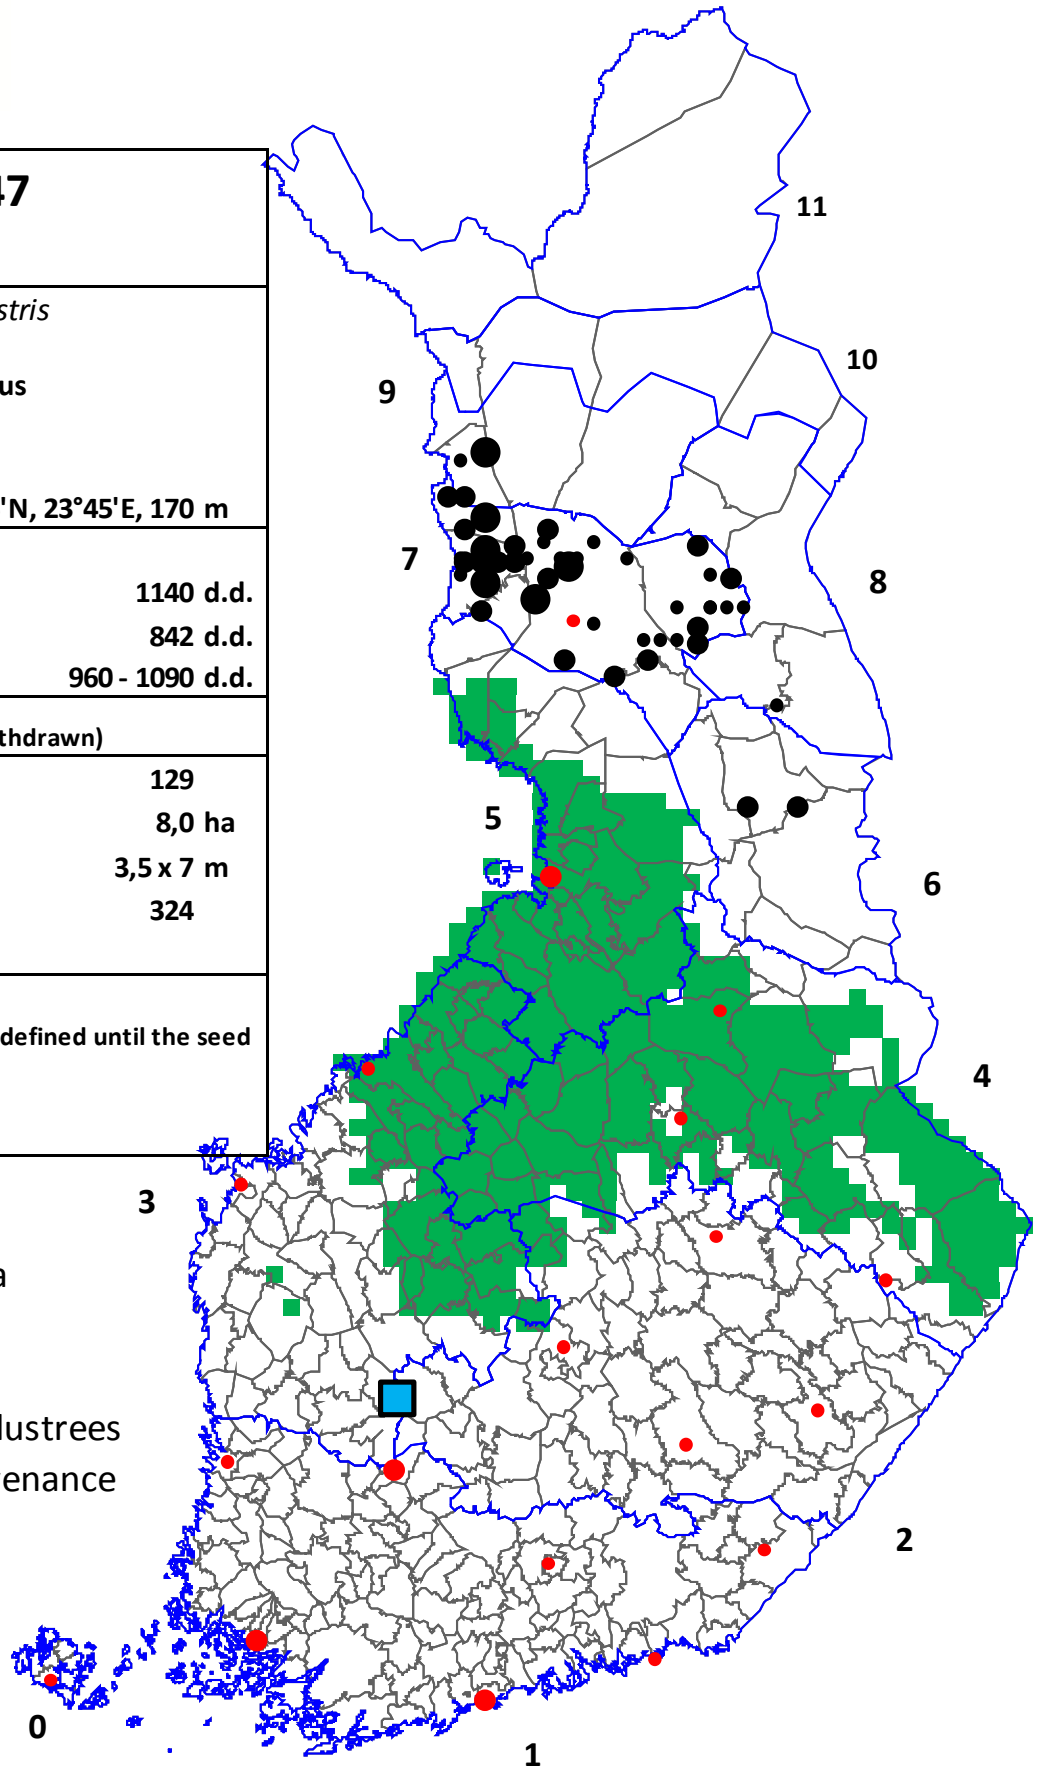 47
stris
us
'N, 23°45'E, 170 m
1140 d.d.
842 d.d.
960 - 1090 d.d.
thdrawn)
129
8,0 ha
3,5 x 7 m
324
defined until the seed
a
lustrees
venance
11
10
9
7
8
5
6
4
3
2
0
1